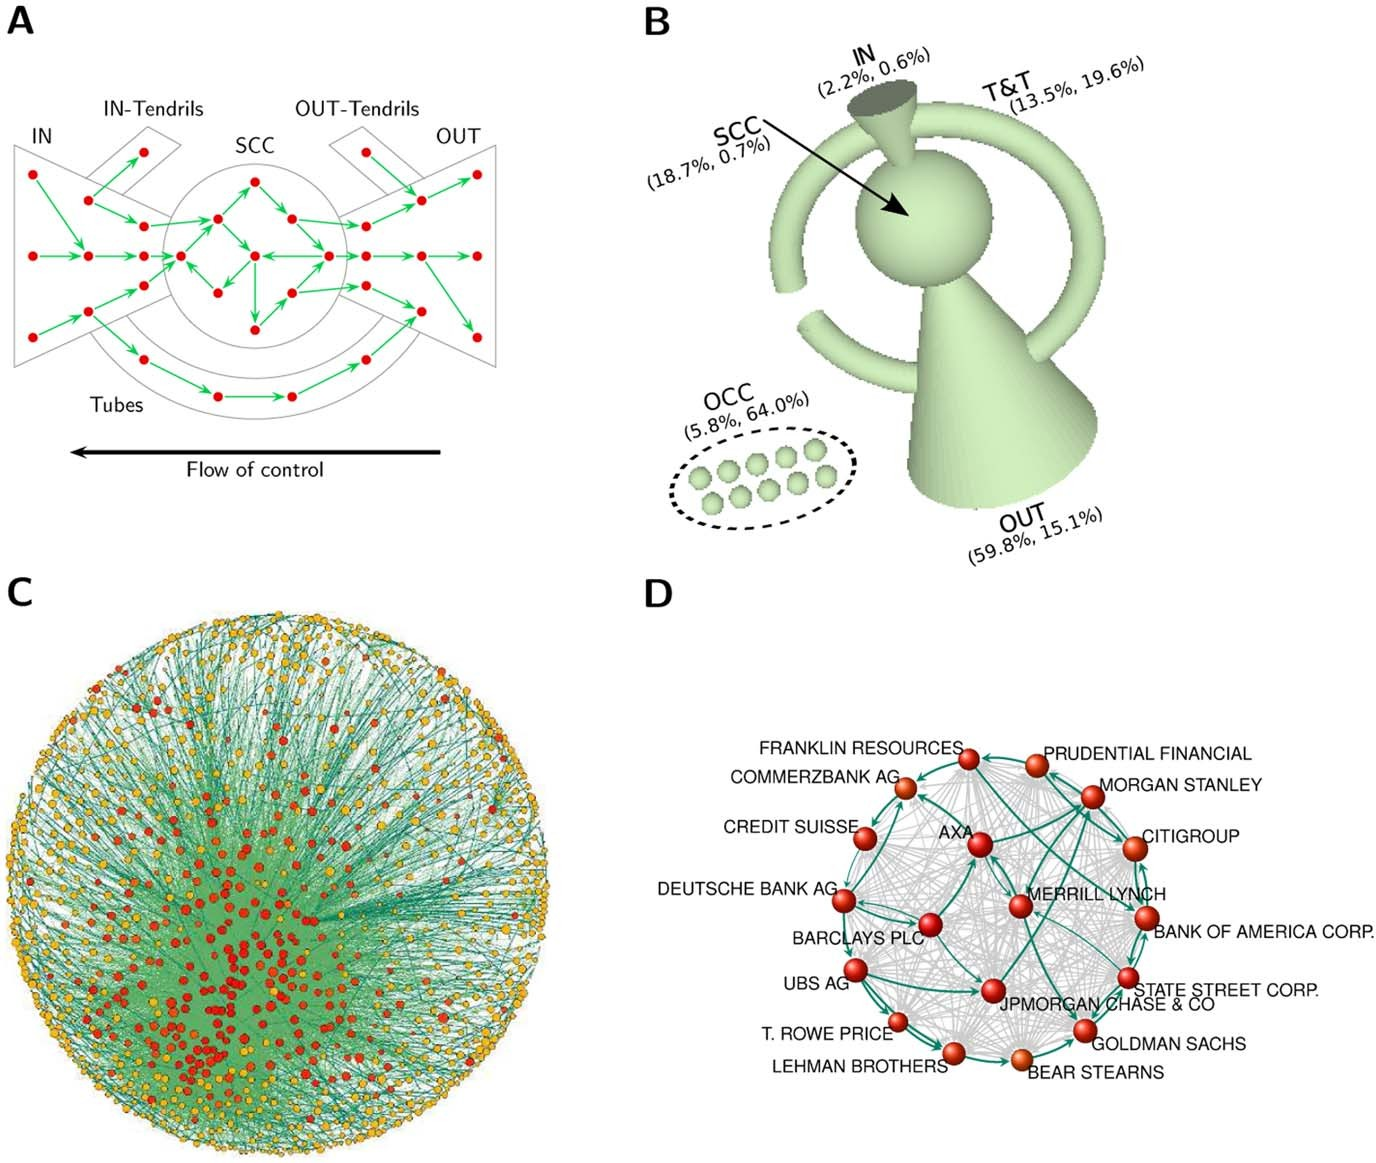 A
IN-Tendrils
OUT-Tendrils
IN
SCC
OUT
Tubes
Flow of control
B
IN
(2.2%, 0.6%)
T&T
(13.5%, 19.6%)
SCC
(18.7%, 0.7%)
OCC
(5.8%, 64.0%)
OUT
(59.8%, 15.1%)
C
D
FRANKLIN RESOURCES
PRUDENTIAL FINANCIAL
COMMERZBANK AG
MORGAN STANLEY
CREDIT SUISSE
AXA
CITIGROUP
DEUTSCHE BANK AG
MERRILL LYNCH
BARCLAYS PLC
BANK OF AMERICA CORP.
UBS AG
STATE STREET CORP.
JPMORGAN CHASE & CO
T. ROWE PRICE
GOLDMAN SACHS
LEHMAN BROTHERS
BEAR STEARNS